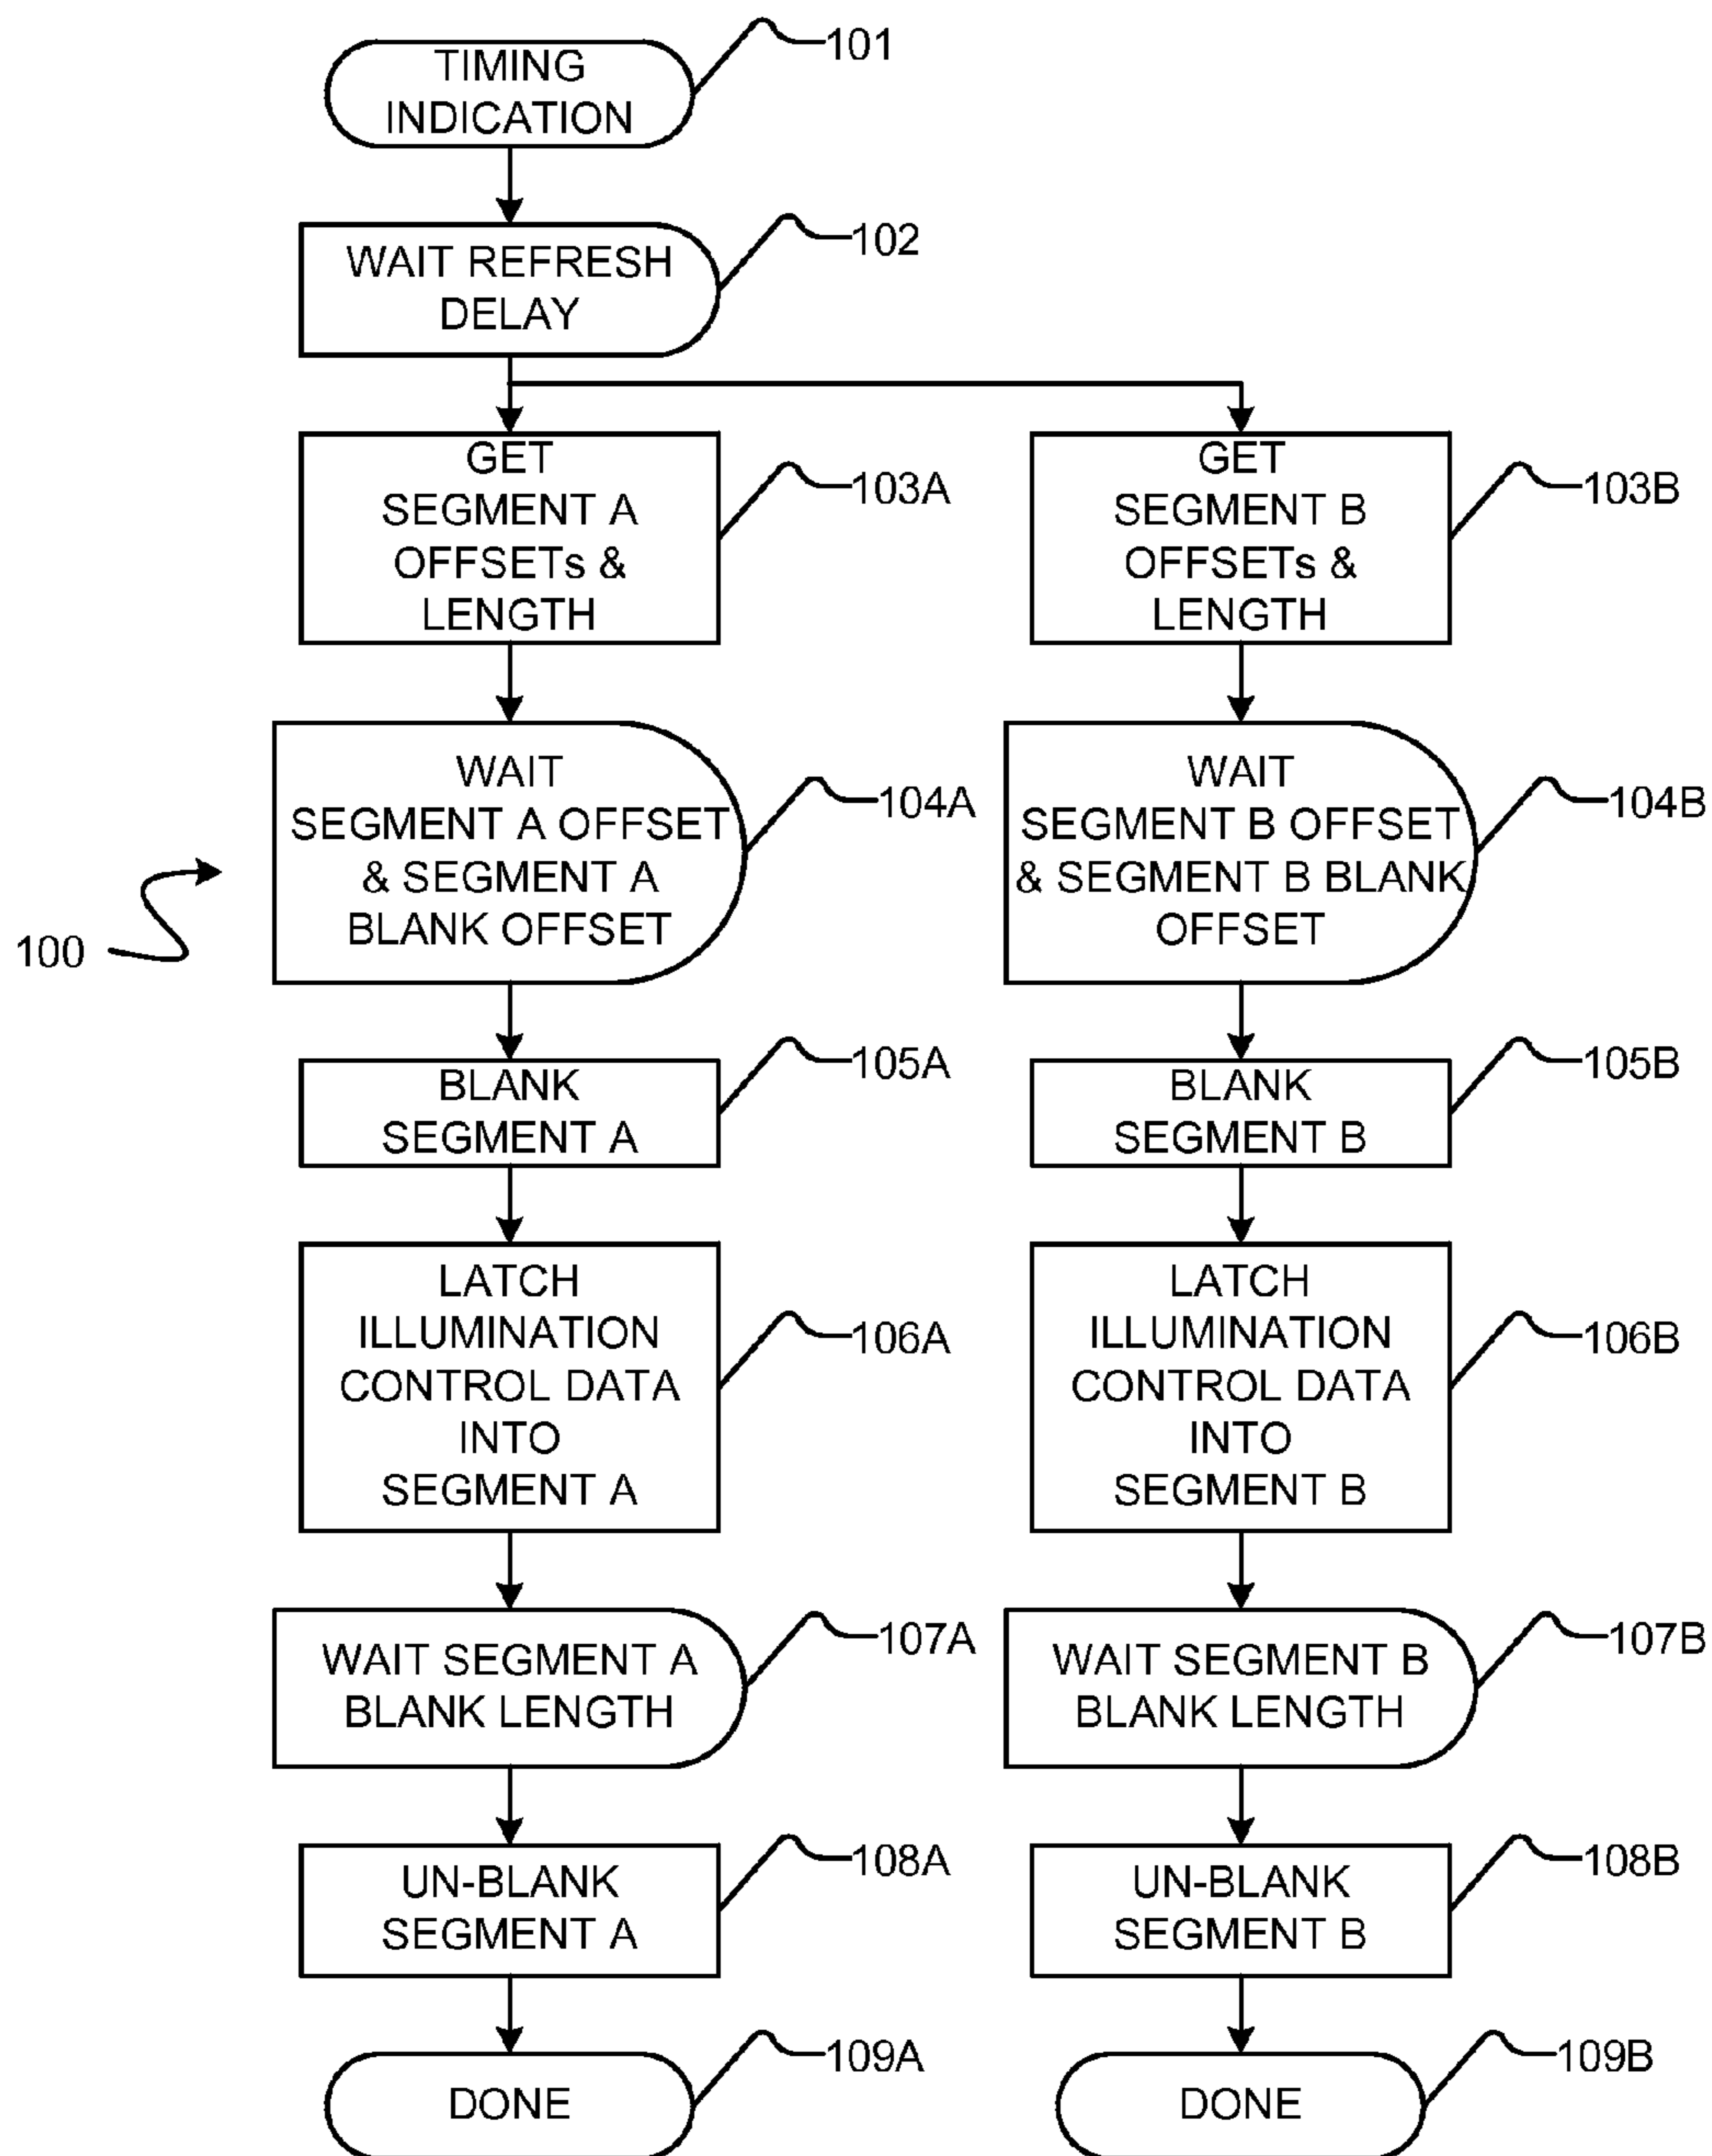 TIMING
INDICATION
101
WAIT REFRESH
DELAY
102
GET
SEGMENT A
OFFSETs &
LENGTH
103A
GET
SEGMENT B
OFFSETs &
LENGTH
103B
WAIT
SEGMENT A OFFSET
& SEGMENT A
BLANK OFFSET
104A
WAIT
SEGMENT B OFFSET
& SEGMENT B BLANK
OFFSET
104B
100
BLANK
SEGMENT A
105A
BLANK
SEGMENT B
105B
LATCH
ILLUMINATION
CONTROL DATA
INTO
SEGMENT A
106A
LATCH
ILLUMINATION
CONTROL DATA
INTO
SEGMENT B
106B
WAIT SEGMENT A
BLANK LENGTH
107A
WAIT SEGMENT B
BLANK LENGTH
107B
UN-BLANK
SEGMENT A
108A
UN-BLANK
SEGMENT B
108B
DONE
109A
DONE
109B